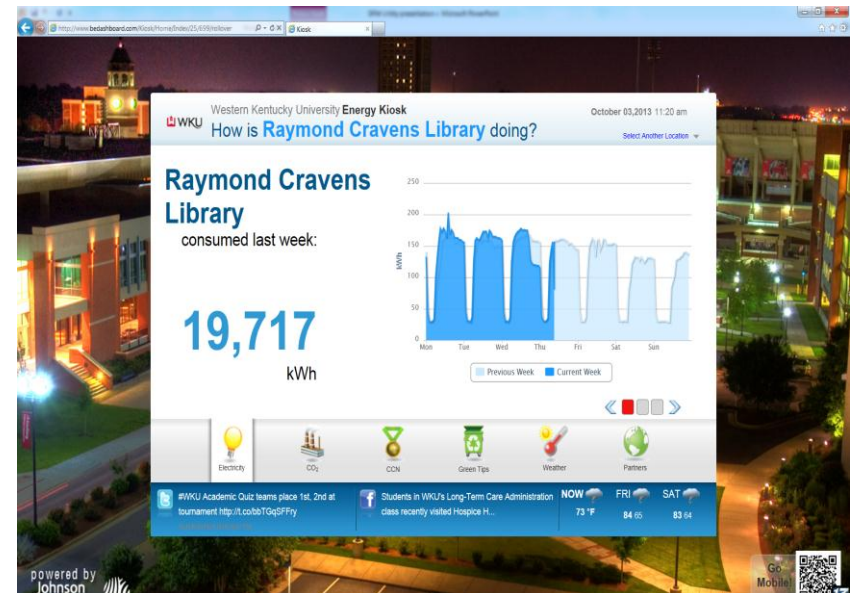 http://www.bedashboard.com/Kiosk/Home/Index/25/699/rollover
Kiosk
WKU
Western Kentucky University Energy Kiosk
How is Raymond Cravens Library doing?
October 03,2013 11:20 am
Select Another Location
Raymond Cravens
Library
consumed last week:
19,717
kWh
250
200
150
100
50
0
kWh
Mon Tue Wed Thu Fri Sat Sun
Previous Week Current Week
Electricity CO₂ CCN Green Tips Weather Partners
#WKU Academic Quiz teams place 1st, 2nd at
tournament http://t.co/bbTGqSFFry
Students in WKU's Long-Term Care Administration
class recently visited Hospice H...
NOW FRI SAT
73 °F 84 65 83 64
powered by
Johnson
Go
Mobile!
17